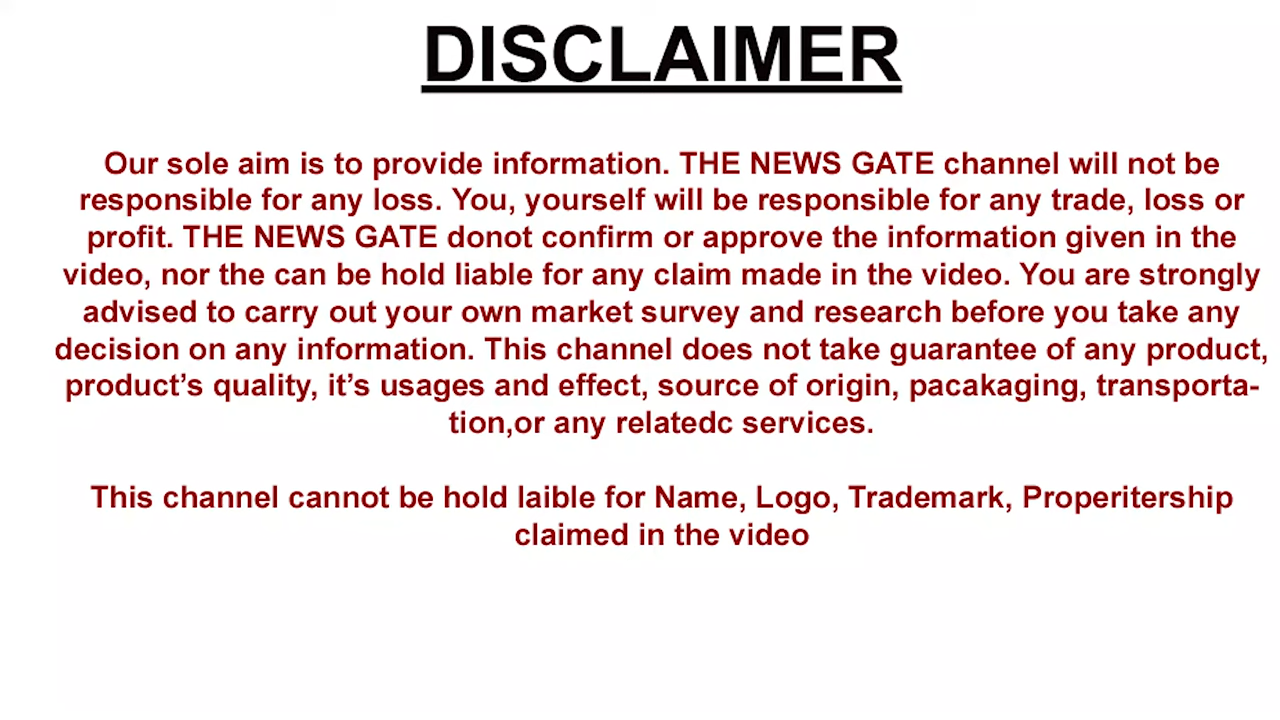 DISCLAIMER
Our sole aim is to provide information. THE NEWS GATE channel will not be
responsible for any loss. You, yourself will be responsible for any trade, loss or
profit. THE NEWS GATE donot confirm or approve the information given in the
video, nor the can be hold liable for any claim made in the video. You are strongly
advised to carry out your own market survey and research before you take any
decision on any information. This channel does not take guarantee of any product,
product’s quality, it’s usages and effect, source of origin, pacakaging, transporta-
tion,or any relatedc services.
This channel cannot be hold laible for Name, Logo, Trademark, Properitership
claimed in the video